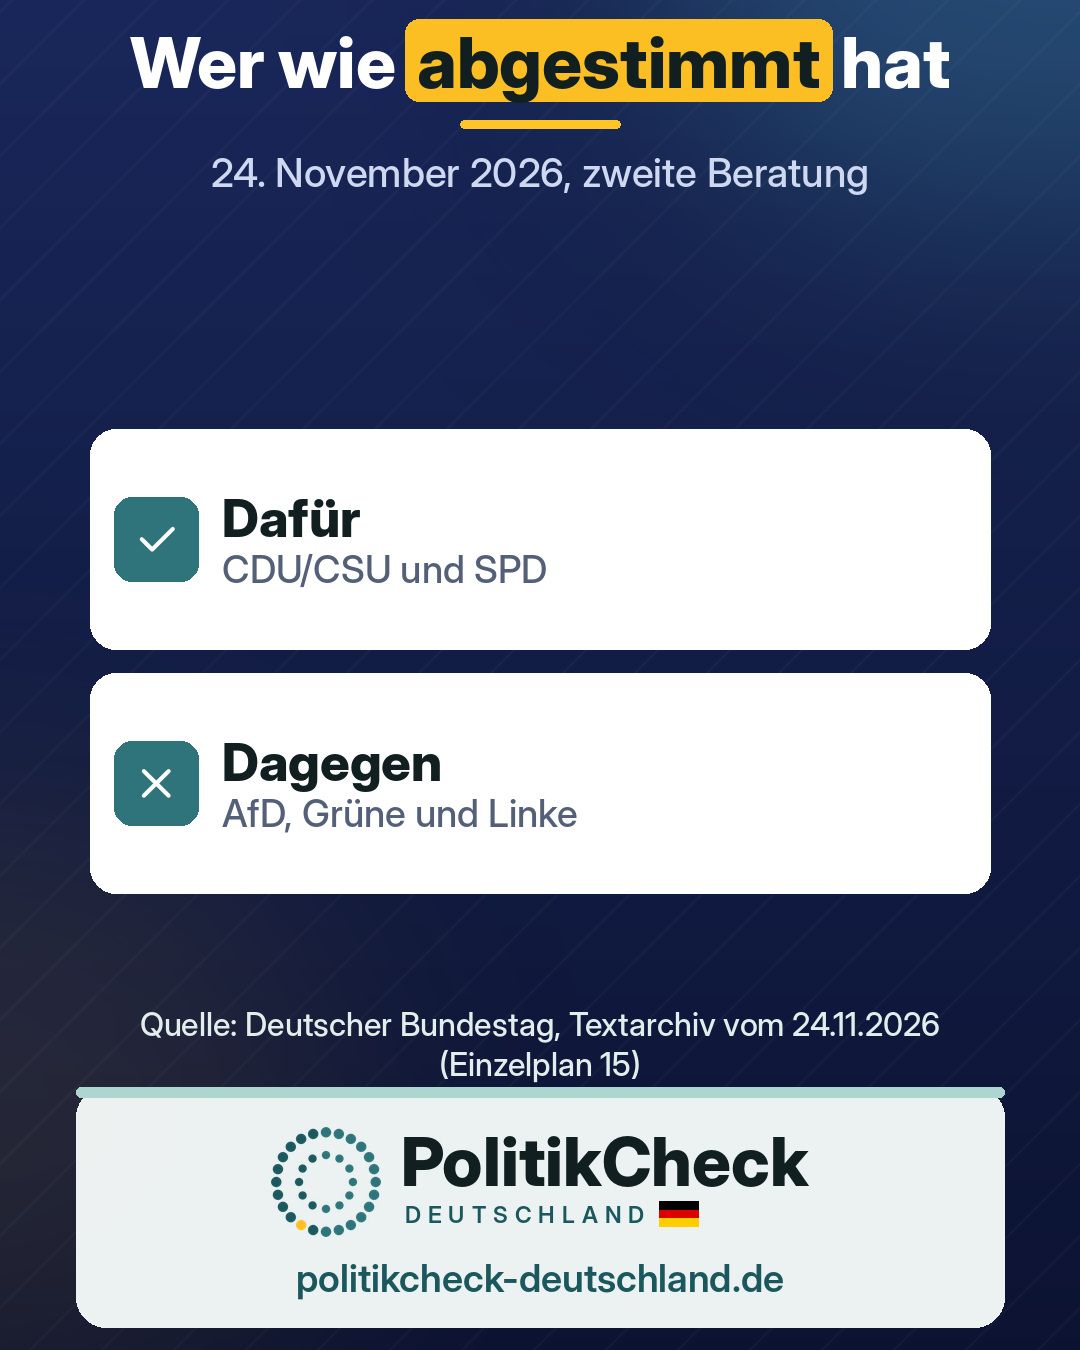 Wer wie abgestimmt hat
24. November 2026, zweite Beratung
Dafür
CDU/CSU und SPD
Dagegen
AfD, Grüne und Linke
Quelle: Deutscher Bundestag, Textarchiv vom 24.11.2026
(Einzelplan 15)
PolitikCheck
DEUTSCHLAND
politikcheck-deutschland.de